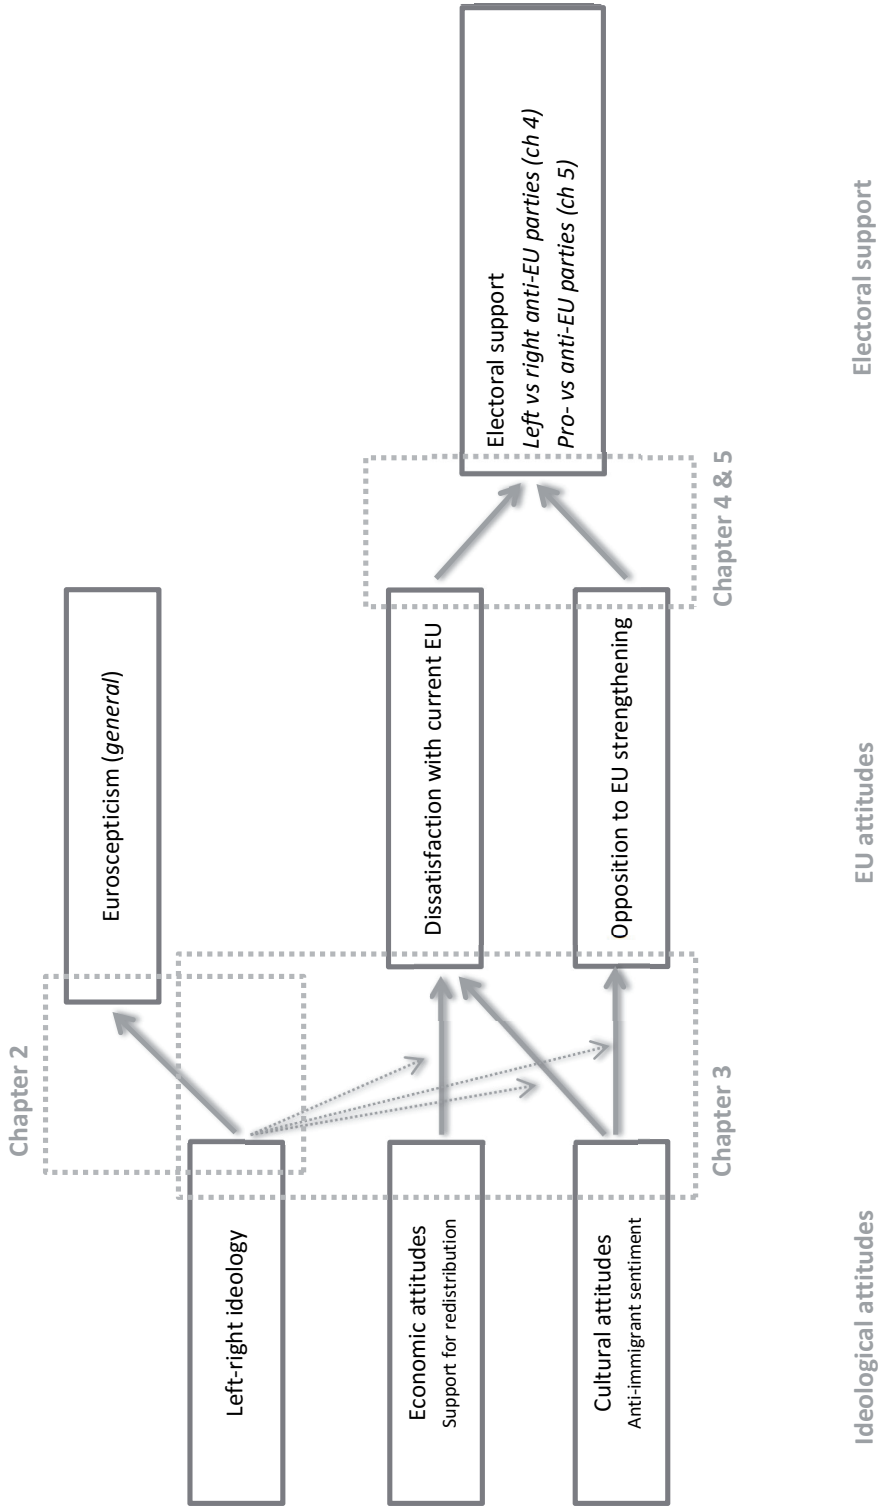 Chapter 2
Left-right ideology
Euroscepticism (general)
Economic attitudes
Support for redistribution
Dissatisfaction with current EU
Cultural attitudes
Anti-immigrant sentiment
Opposition to EU strengthening
Electoral support
Left vs right anti-EU parties (ch 4)
Pro- vs anti-EU parties (ch 5)
Chapter 3
Chapter 4 & 5
Ideological attitudes
EU attitudes
Electoral support